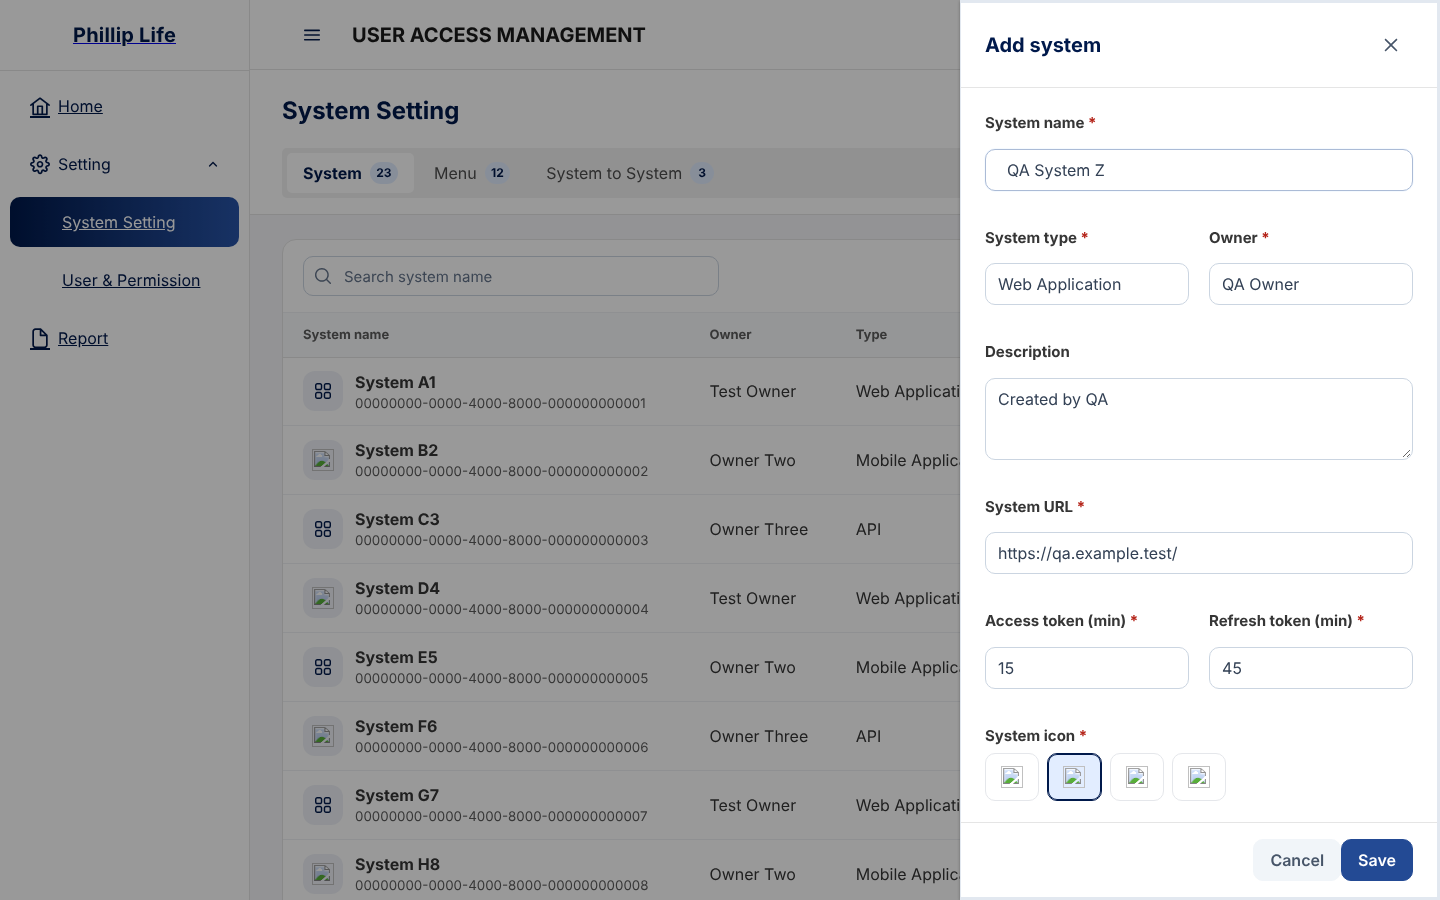 Phillip Life
USER ACCESS MANAGEMENT
Home
Setting
System Setting
User & Permission
Report
System Setting
System 23
Menu 12
System to System 3
Search system name
System name Owner Type
System A1
00000000-0000-4000-8000-000000000001
Test Owner
Web Applicati
System B2
00000000-0000-4000-8000-000000000002
Owner Two
Mobile Applic
System C3
00000000-0000-4000-8000-000000000003
Owner Three
API
System D4
00000000-0000-4000-8000-000000000004
Test Owner
Web Applicati
System E5
00000000-0000-4000-8000-000000000005
Owner Two
Mobile Applic
System F6
00000000-0000-4000-8000-000000000006
Owner Three
API
System G7
00000000-0000-4000-8000-000000000007
Test Owner
Web Applicati
System H8
00000000-0000-4000-8000-000000000008
Owner Two
Mobile Applic
Add system
System name *
QA System Z
System type * Owner *
Web Application QA Owner
Description
Created by QA
System URL *
https://qa.example.test/
Access token (min) * Refresh token (min) *
15 45
System icon *
Cancel Save